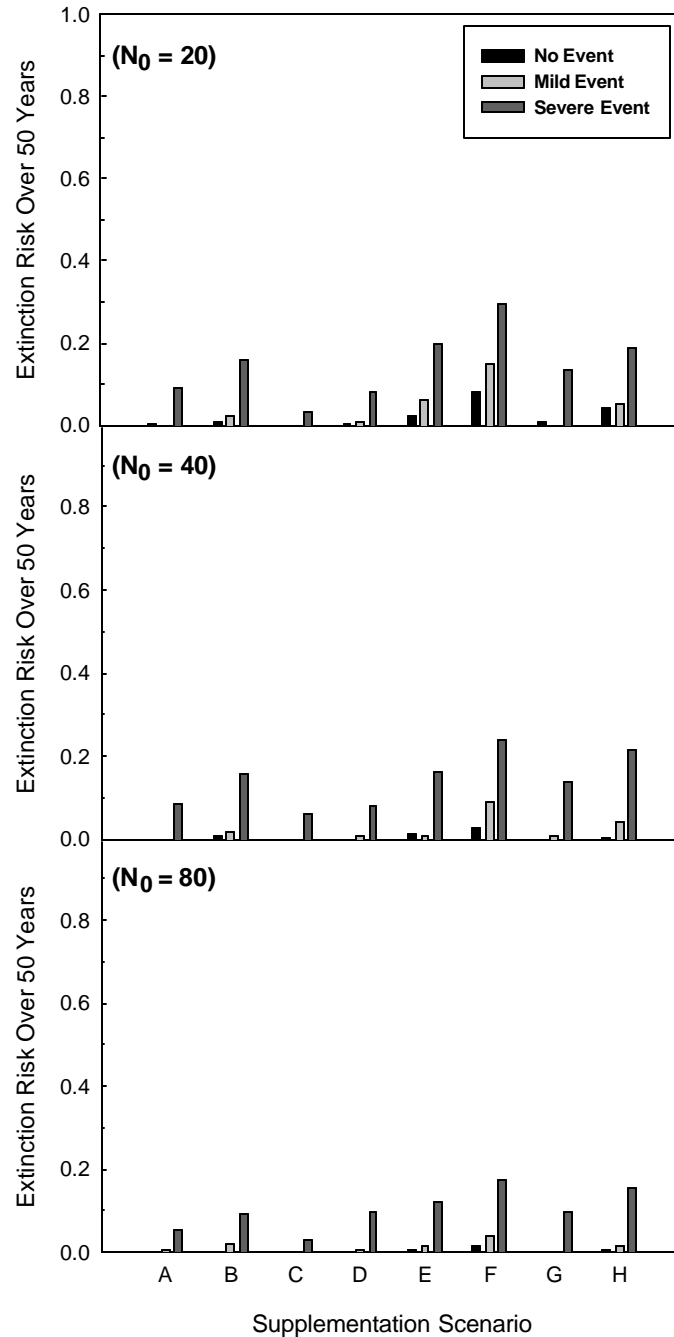 1.0
(N0 = 20)
No Event
Mild Event
Severe Event
0.8
0.6
0.4
0.2
0.0
Extinction Risk Over 50 Years
(N0 = 40)
0.8
0.6
0.4
0.2
0.0
Extinction Risk Over 50 Years
(N0 = 80)
0.8
0.6
0.4
0.2
0.0
Extinction Risk Over 50 Years
A B C D E F G H
Supplementation Scenario